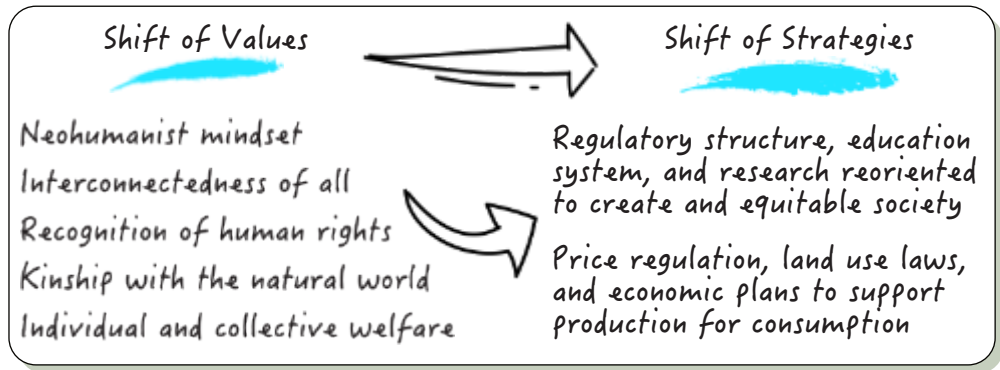 Shift of Values
Neohumanist mindset
Interconnectedness of all
Recognition of human rights
Kinship with the natural world
Individual and collective welfare
Shift of Strategies
Regulatory structure, education
system, and research reoriented
to create and equitable society
Price regulation, land use laws,
and economic plans to support
production for consumption